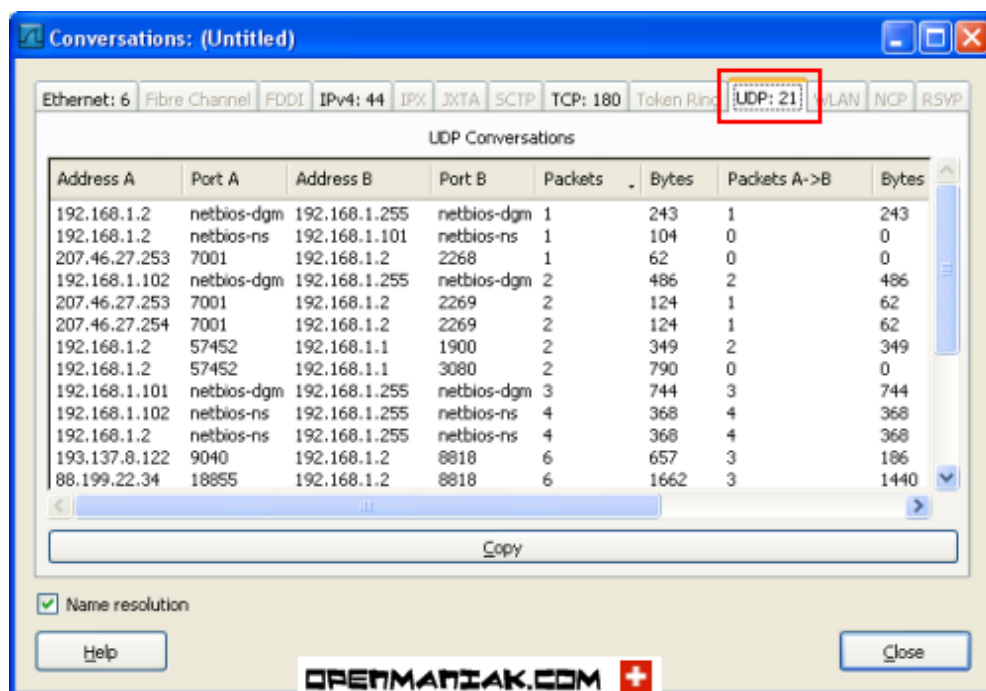 Conversations: (Untitled)
Ethernet: 6 Fibre Channel FDDI IPv4: 44 IPX JXTA SCTP TCP: 180 Token Ring UDP: 21 WLAN NCP RSVP
UDP Conversations
Address A Port A Address B Port B Packets Bytes Packets A->B Bytes
192.168.1.2 netbios-dgm 192.168.1.255 netbios-dgm 1 243 1 243
192.168.1.2 netbios-ns 192.168.1.101 netbios-ns 1 104 0 0
207.46.27.253 7001 192.168.1.2 2268 1 62 0 0
192.168.1.102 netbios-dgm 192.168.1.255 netbios-dgm 2 486 2 486
207.46.27.253 7001 192.168.1.2 2269 2 124 1 62
207.46.27.254 7001 192.168.1.2 2269 2 124 1 62
192.168.1.2 57452 192.168.1.1 1900 2 349 2 349
192.168.1.2 57452 192.168.1.1 3080 2 790 0 0
192.168.1.101 netbios-dgm 192.168.1.255 netbios-dgm 3 744 3 744
192.168.1.102 netbios-ns 192.168.1.255 netbios-ns 4 368 4 368
192.168.1.2 netbios-ns 192.168.1.255 netbios-ns 4 368 4 368
193.137.8.122 9040 192.168.1.2 8818 6 657 3 186
88.199.22.34 18855 192.168.1.2 8818 6 1662 3 1440
Copy
Name resolution
Help Close
OPENMANIAK.COM